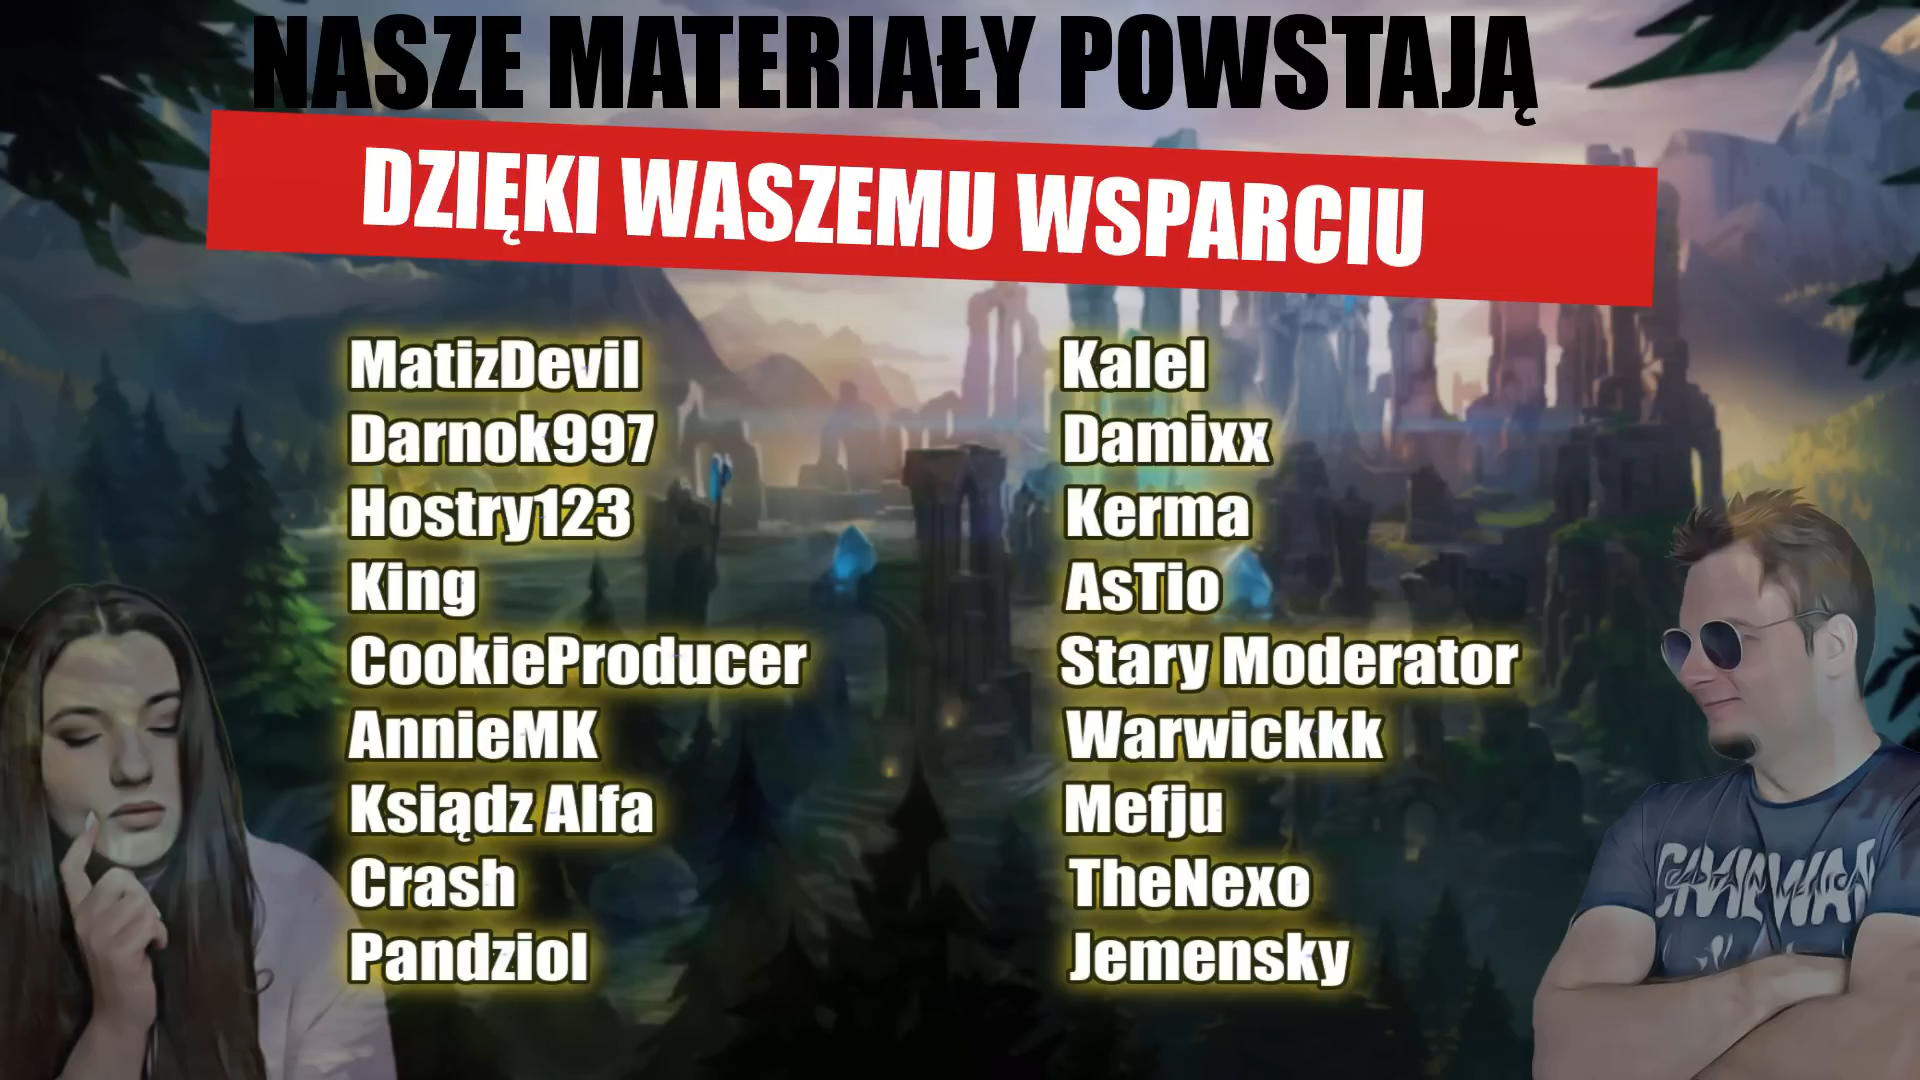 NASZE MATERIAŁY POWSTAJĄ
DZIĘKI WASZEMU WSPARCIU
MatizDevil
Darnok997
Hostry123
King
CookieProducer
AnnieMK
Ksiądz Alfa
Crash
Pandziol
Kalel
Damixx
Kerma
AsTio
Stary Moderator
Warwickkk
Mefju
TheNexo
Jemensky